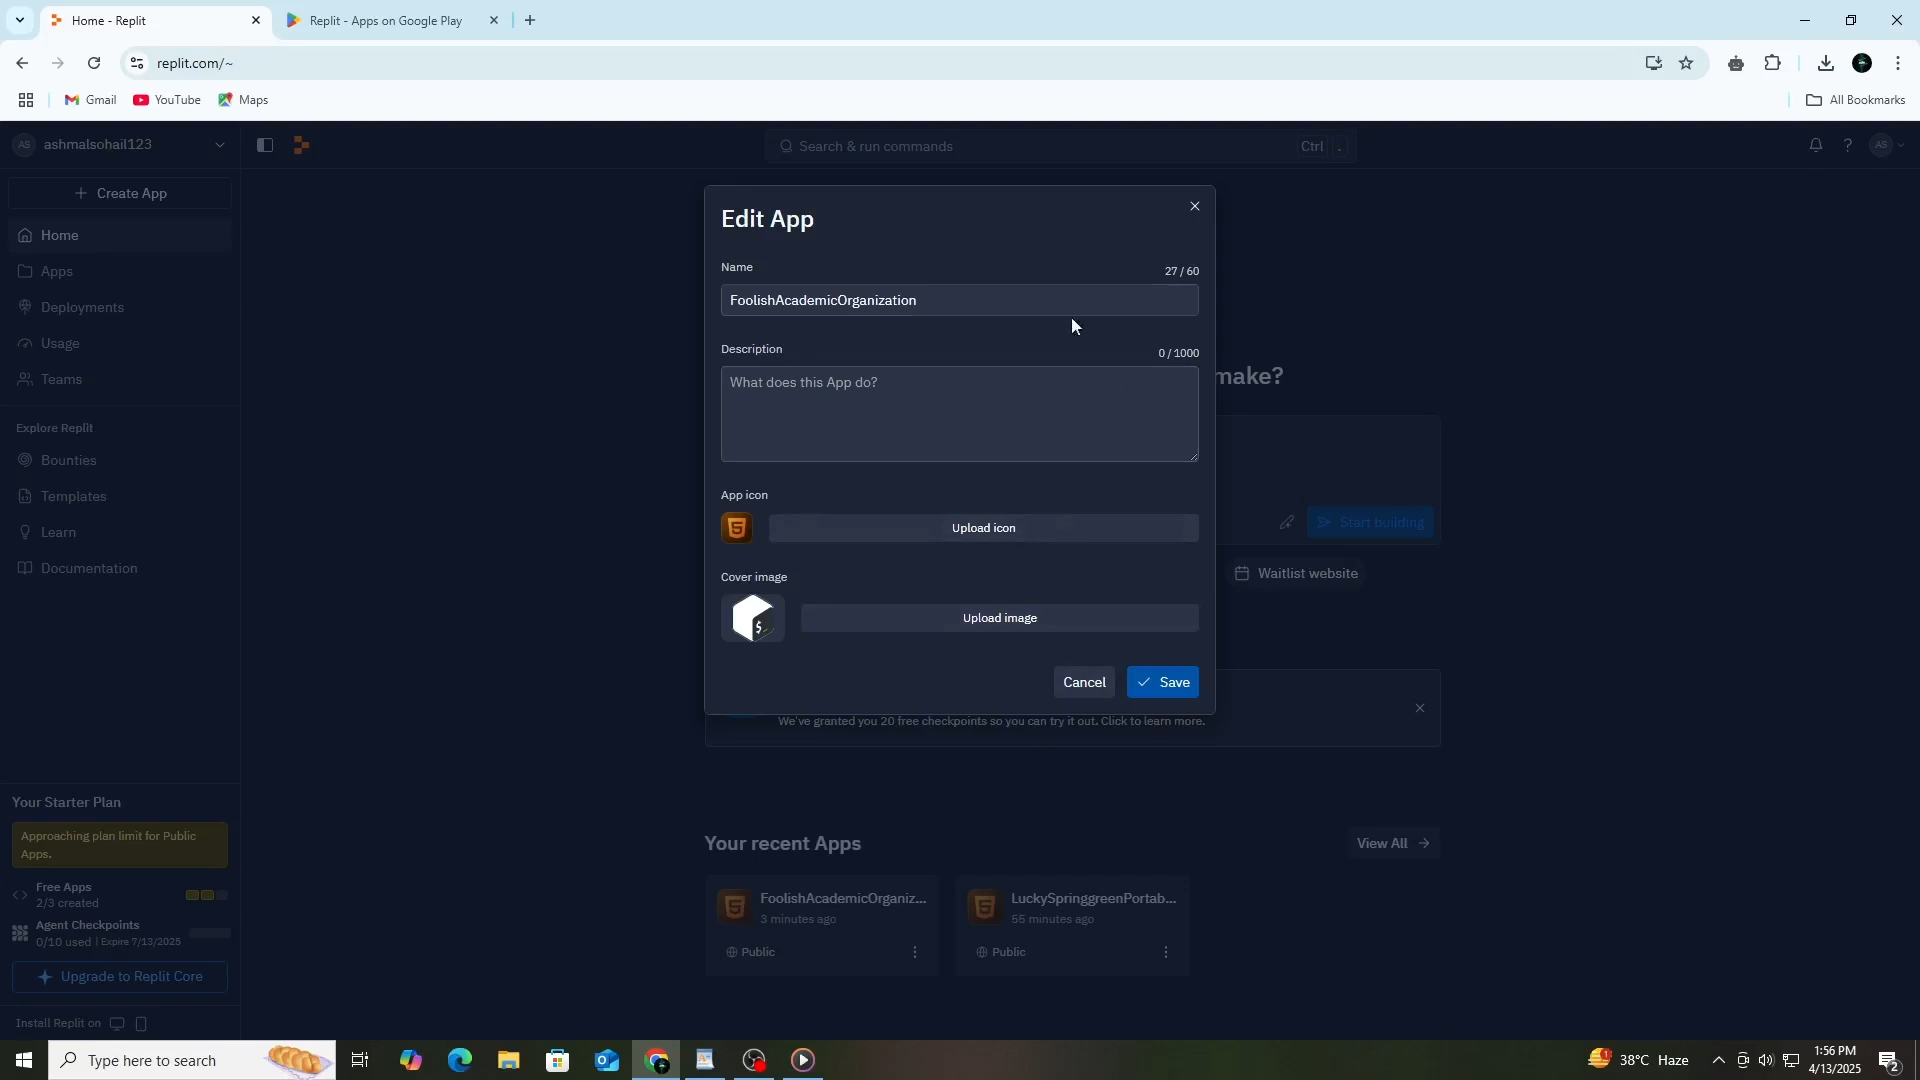 Home - Replit
Replit - Apps on Google Play
replit.com/~
Gmail
YouTube
Maps
All Bookmarks
AS
ashmalsohail123
Search & run commands
Ctrl
.
AS
Create App
Home
Apps
Deployments
Usage
Teams
Explore Replit
Bounties
Templates
Learn
Documentation
Edit App
Name
27 / 60
FoolishAcademicOrganization
Description
0 / 1000
What does this App do?
App icon
Upload icon
Cover image
Upload image
Cancel
Save
make?
Start building
Waitlist website
We've granted you 20 free checkpoints so you can try it out. Click to learn more.
Your recent Apps
View All
FoolishAcademicOrganiz...
3 minutes ago
Public
LuckySpringgreenPortab...
55 minutes ago
Public
Your Starter Plan
Approaching plan limit for Public
Apps.
Free Apps
2/3 created
Agent Checkpoints
0/10 used | Expire 7/13/2025
Upgrade to Replit Core
Install Replit on
Type here to search
1
38°C Haze
1:56 PM
4/13/2025
2